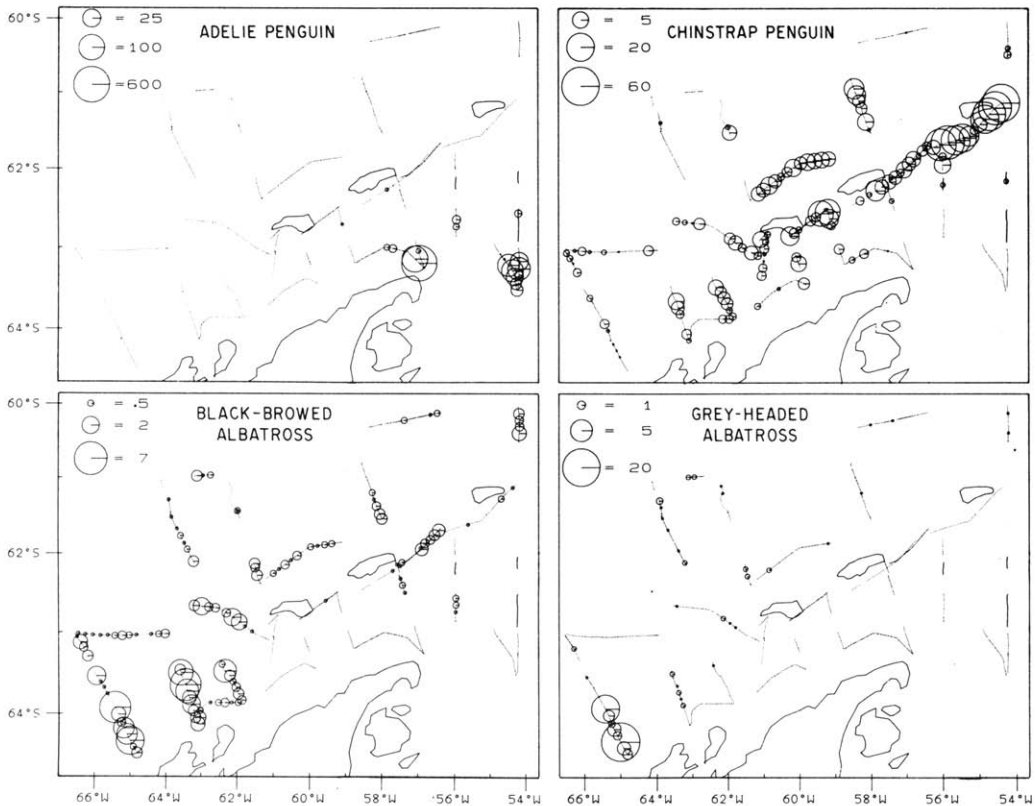 60°S
= 25
= 100
=600
ADELIE PENGUIN
= 5
= 20
= 60
CHINSTRAP PENGUIN
62°S
64°S
60°S
= .5
= 2
= 7
BLACK-BROWED
ALBATROSS
= 1
= 5
= 20
GREY-HEADED
ALBATROSS
62°S
64°S
66°W
64°W
62°W
60°W
58°W
56°W
54°W
66°W
64°W
62°W
60°W
58°W
56°W
54°W